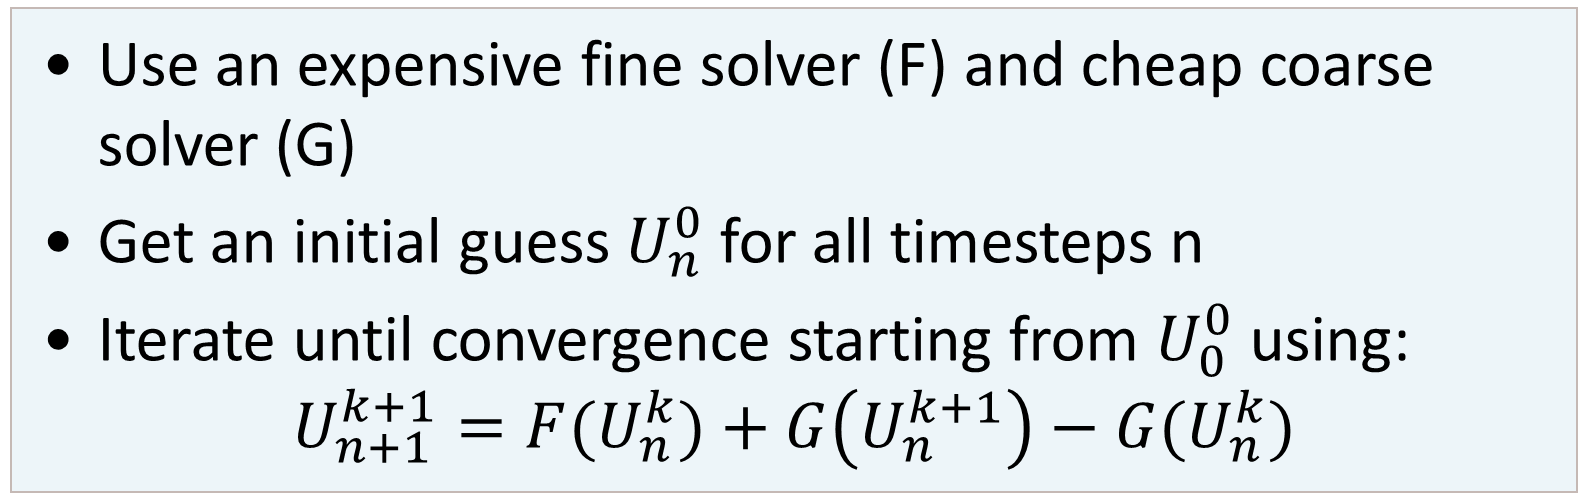 • Use an expensive fine solver (F) and cheap coarse
solver (G)
• Get an initial guess $U_n^0$ for all timesteps n
• Iterate until convergence starting from $U_0^0$ using:
$U_{n+1}^{k+1} = F(U_n^k) + G(U_n^{k+1}) - G(U_n^k)$